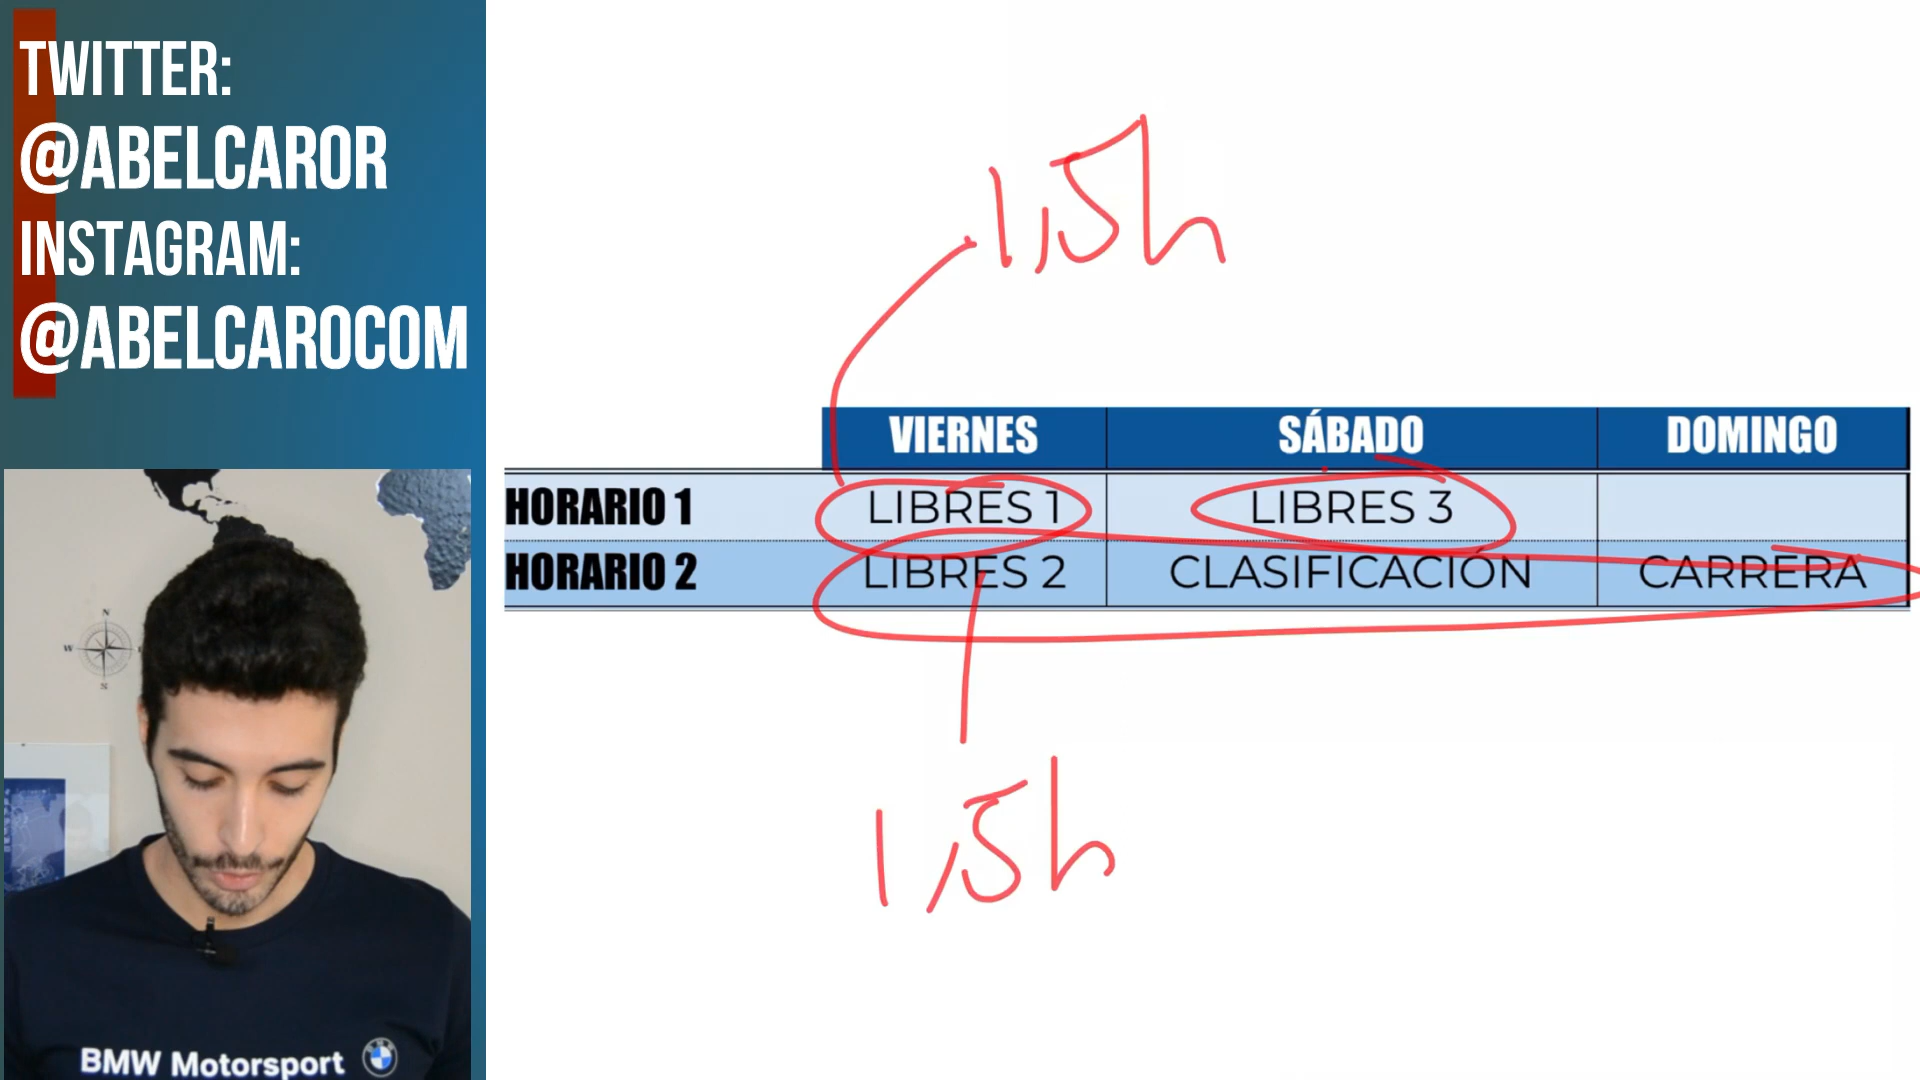 TWITTER:
@ABELCAROR
INSTAGRAM:
@ABELCAROCOM
N
W
S
BMW Motorsport
1,5h
VIERNES SÁBADO DOMINGO
HORARIO 1 LIBRES 1 LIBRES 3
HORARIO 2 LIBRES 2 CLASIFICACIÓN CARRERA
1,5h